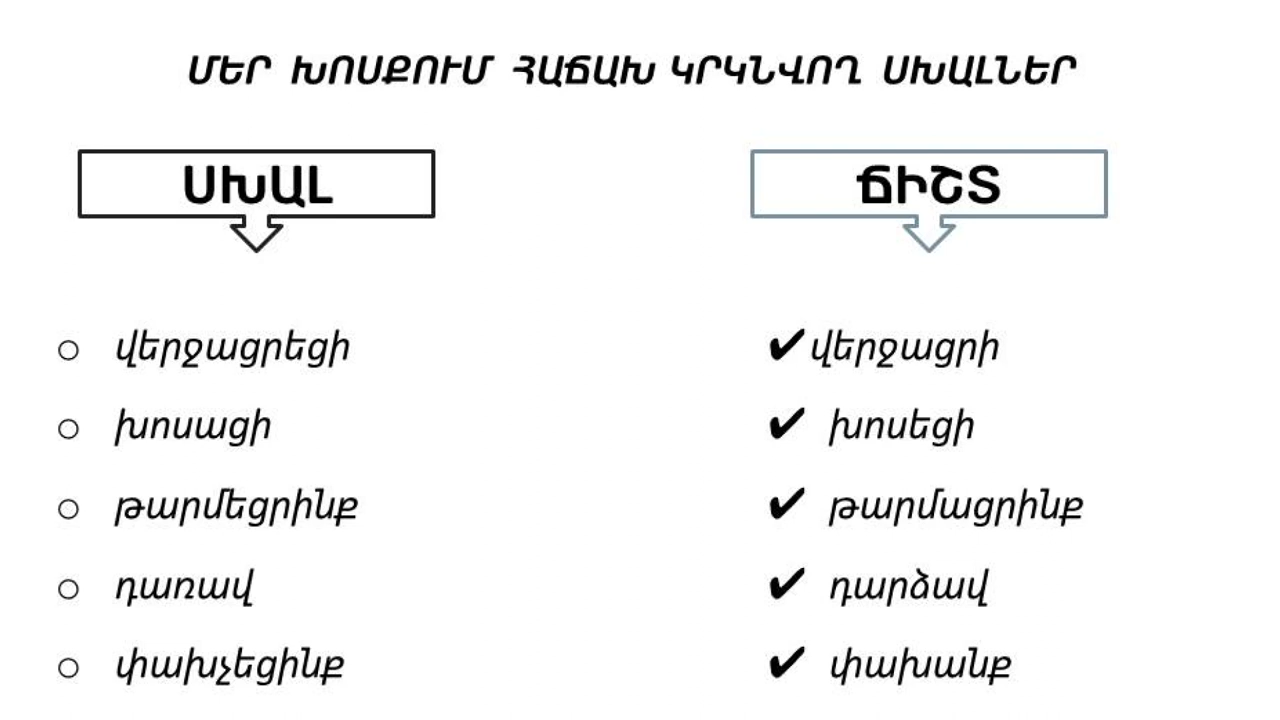 ՄԵՐ ԽՈՍՔՈՒՄ ՀԱՃԱԽ ԿՐԿՆՎՈՂ ՍԽԱԼՆԵՐ
ՍԽԱԼ ՃԻՇՏ
○ վերջացրեցի ✔վերջացրի
○ խոսացի ✔ խոսեցի
○ թարմեցրինք ✔ թարմացրինք
○ դառավ ✔ դարձավ
○ փախչեցինք ✔ փախանք